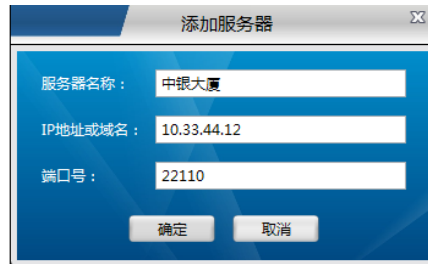 添加服务器
服务器名称： 中银大厦
IP地址或域名： 10.33.44.12
端口号： 22110
确定 取消